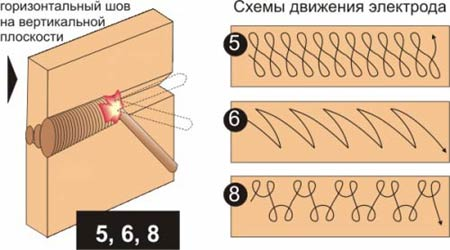 горизонтальный шов
на вертикальной
плоскости
Схемы движения электрода
5
6
8
5, 6, 8